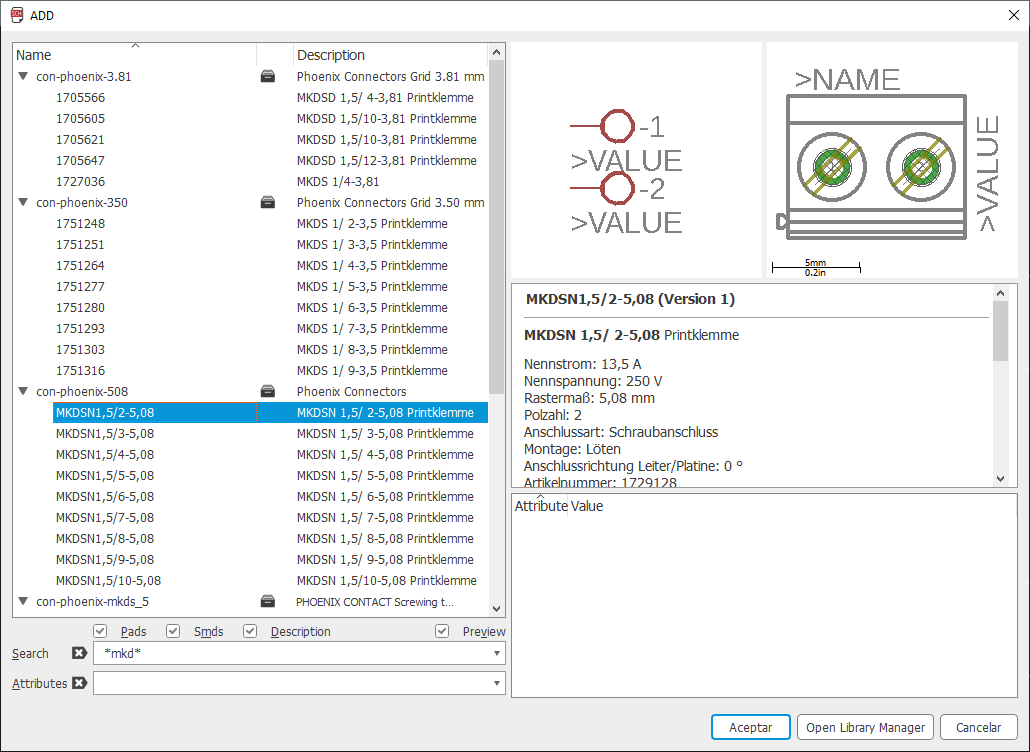 ADD
Name Description
con-phoenix-3.81 Phoenix Connectors Grid 3.81 mm
1705566 MKDSD 1,5/ 4-3,81 Printklemme
1705605 MKDSD 1,5/10-3,81 Printklemme
1705621 MKDSD 1,5/10-3,81 Printklemme
1705647 MKDSD 1,5/12-3,81 Printklemme
1727036 MKDS 1/4-3,81
con-phoenix-350 Phoenix Connectors Grid 3.50 mm
1751248 MKDS 1/ 2-3,5 Printklemme
1751251 MKDS 1/ 3-3,5 Printklemme
1751264 MKDS 1/ 4-3,5 Printklemme
1751277 MKDS 1/ 5-3,5 Printklemme
1751280 MKDS 1/ 6-3,5 Printklemme
1751293 MKDS 1/ 7-3,5 Printklemme
1751303 MKDS 1/ 8-3,5 Printklemme
1751316 MKDS 1/ 9-3,5 Printklemme
con-phoenix-508 Phoenix Connectors
MKDSN1,5/2-5,08 MKDSN 1,5/ 2-5,08 Printklemme
MKDSN1,5/3-5,08 MKDSN 1,5/ 3-5,08 Printklemme
MKDSN1,5/4-5,08 MKDSN 1,5/ 4-5,08 Printklemme
MKDSN1,5/5-5,08 MKDSN 1,5/ 5-5,08 Printklemme
MKDSN1,5/6-5,08 MKDSN 1,5/ 6-5,08 Printklemme
MKDSN1,5/7-5,08 MKDSN 1,5/ 7-5,08 Printklemme
MKDSN1,5/8-5,08 MKDSN 1,5/ 8-5,08 Printklemme
MKDSN1,5/9-5,08 MKDSN 1,5/ 9-5,08 Printklemme
MKDSN1,5/10-5,08 MKDSN 1,5/10-5,08 Printklemme
con-phoenix-mkds_5 PHOENIX CONTACT Screwing t...
Pads Smds Description Preview
Search *mkd*
Attributes
-1
>VALUE
-2
>VALUE
>NAME
>VALUE
5mm
0.2in
MKDSN1,5/2-5,08 (Version 1)
MKDSN 1,5/ 2-5,08 Printklemme
Nennstrom: 13,5 A
Nennspannung: 250 V
Rastermaß: 5,08 mm
Polzahl: 2
Anschlussart: Schraubanschluss
Montage: Löten
Anschlussrichtung Leiter/Platine: 0 °
Artikelnummer: 1729128
Attribute Value
Aceptar Open Library Manager Cancelar